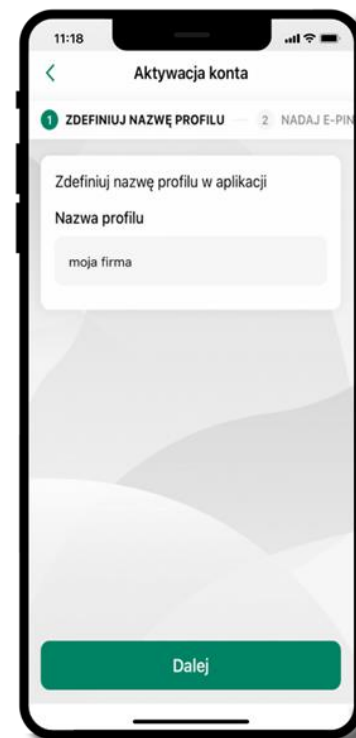 11:18
Aktywacja konta
1 ZDEFINIUJ NAZWĘ PROFILU 2 NADAJ E-PIN
Zdefiniuj nazwę profilu w aplikacji
Nazwa profilu
moja firma
Dalej